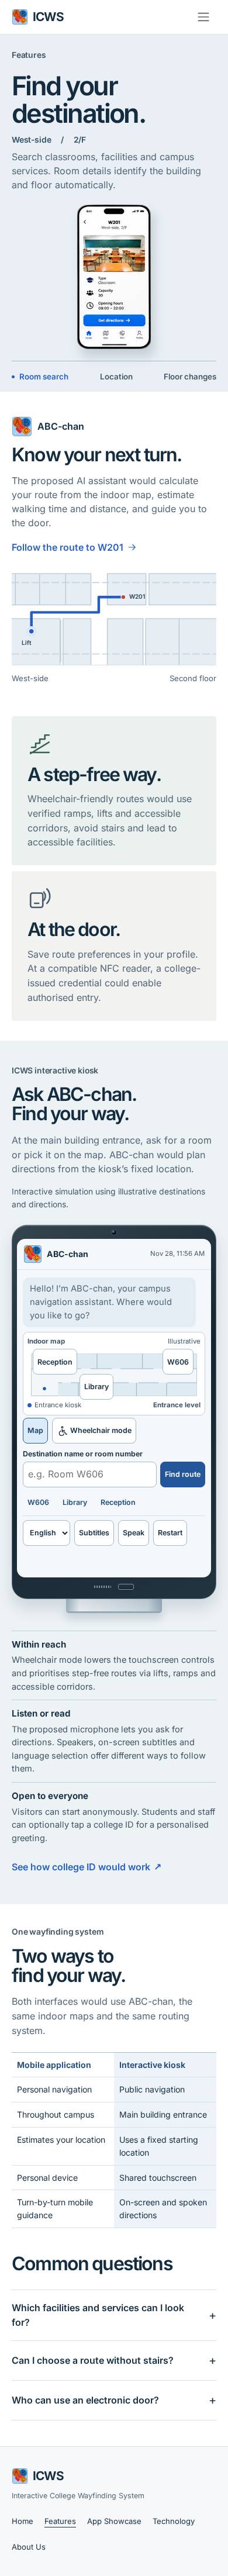 ICWS
Features
Find your
destination.
West-side / 2/F
Search classrooms, facilities and campus
services. Room details identify the building
and floor automatically.
W201
West-side, 2/F
Type
Classroom
Capacity
30
Opening hours
08:00 – 22:00
Set directions
Room search
Location
Floor changes
ABC-chan
Know your next turn.
The proposed AI assistant would calculate
your route from the indoor map, estimate
walking time and distance, and guide you to
the door.
Follow the route to W201 →
W201
Lift
West-side
Second floor
A step-free way.
Wheelchair-friendly routes would use
verified ramps, lifts and accessible
corridors, avoid stairs and lead to
accessible facilities.
At the door.
Save route preferences in your profile.
At a compatible NFC reader, a college-
issued credential could enable
authorised entry.
ICWS interactive kiosk
Ask ABC-chan.
Find your way.
At the main building entrance, ask for a room
or pick it on the map. ABC-chan would plan
directions from the kiosk’s fixed location.
Interactive simulation using illustrative destinations
and directions.
ABC-chan
Nov 28, 11:56 AM
Hello! I’m ABC-chan, your campus
navigation assistant. Where would
you like to go?
Indoor map
Illustrative
Reception
W606
Library
Entrance kiosk
Entrance level
Map
Wheelchair mode
Destination name or room number
e.g. Room W606
Find route
W606
Library
Reception
English
Subtitles
Speak
Restart
Within reach
Wheelchair mode lowers the touchscreen controls
and prioritises step-free routes via lifts, ramps and
accessible corridors.
Listen or read
The proposed microphone lets you ask for
directions. Speakers, on-screen subtitles and
language selection offer different ways to follow
them.
Open to everyone
Visitors can start anonymously. Students and staff
can optionally tap a college ID for a personalised
greeting.
See how college ID would work ↗
One wayfinding system
Two ways to
find your way.
Both interfaces would use ABC-chan, the
same indoor maps and the same routing
system.
Mobile application
Interactive kiosk
Personal navigation
Public navigation
Throughout campus
Main building entrance
Estimates your location
Uses a fixed starting
location
Personal device
Shared touchscreen
Turn-by-turn mobile
guidance
On-screen and spoken
directions
Common questions
Which facilities and services can I look
for?
+
Can I choose a route without stairs?
+
Who can use an electronic door?
+
ICWS
Interactive College Wayfinding System
Home
Features
App Showcase
Technology
About Us